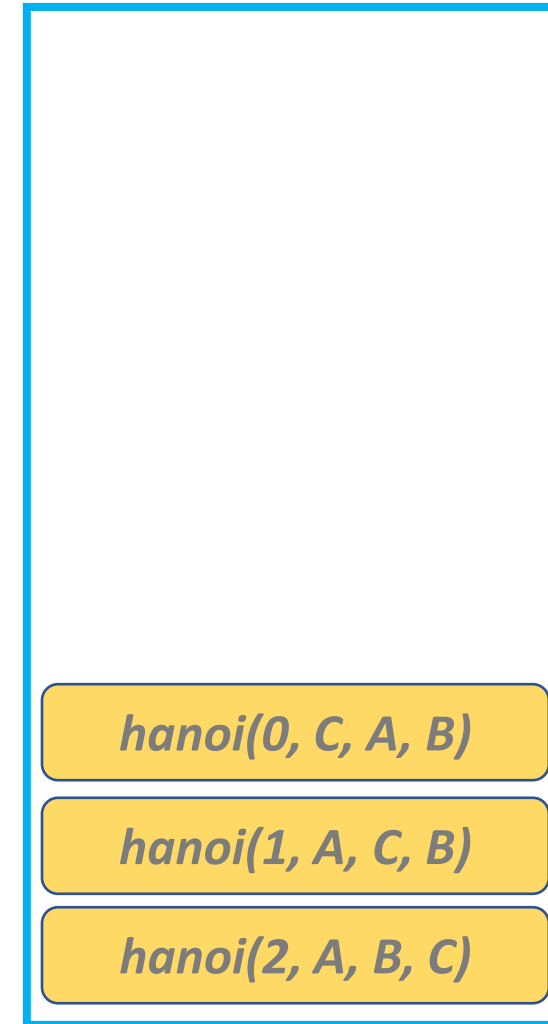 hanoi(0, C, A, B)
hanoi(1, A, C, B)
hanoi(2, A, B, C)